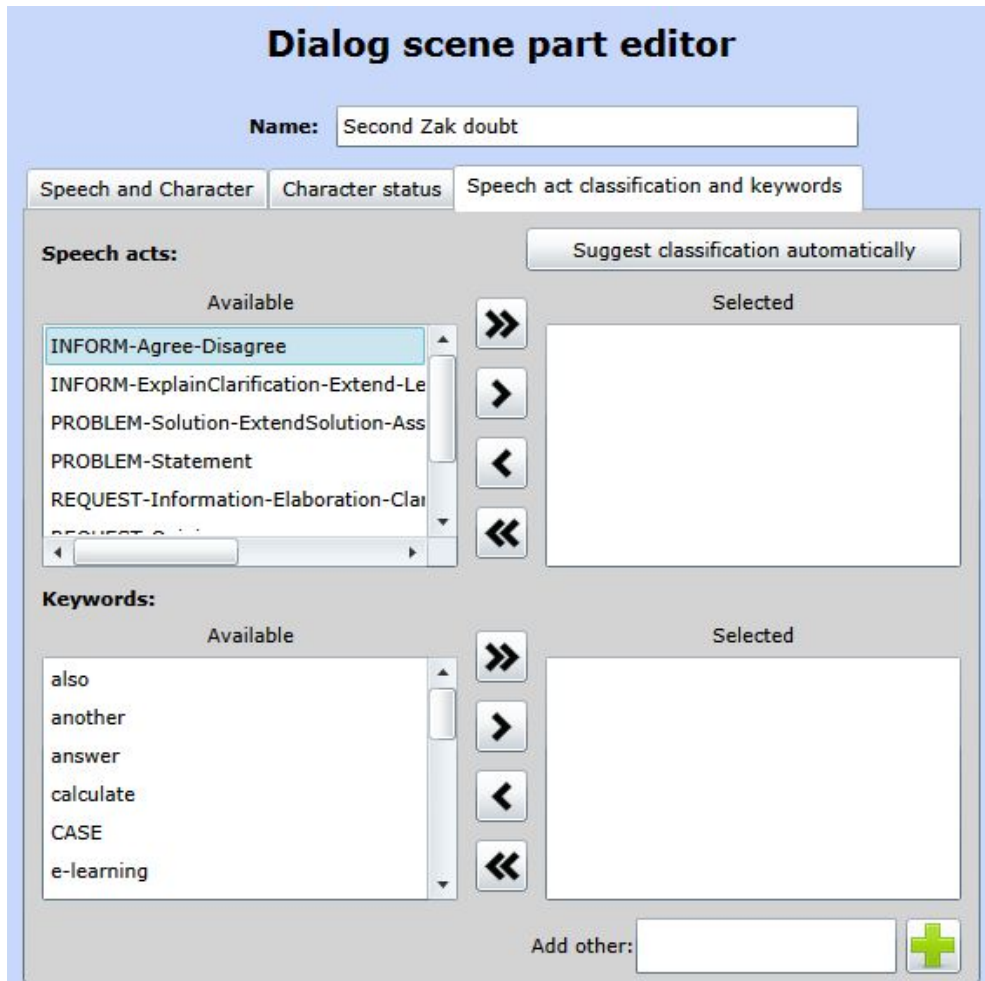 Dialog scene part editor
Name: Second Zak doubt
Speech and Character Character status Speech act classification and keywords
Speech acts: Suggest classification automatically
Available Selected
INFORM-Agree-Disagree
INFORM-ExplainClarification-Extend-Le
PROBLEM-Solution-ExtendSolution-Ass
PROBLEM-Statement
REQUEST-Information-Elaboration-Clar
Keywords:
Available Selected
also
another
answer
calculate
CASE
e-learning
Add other: